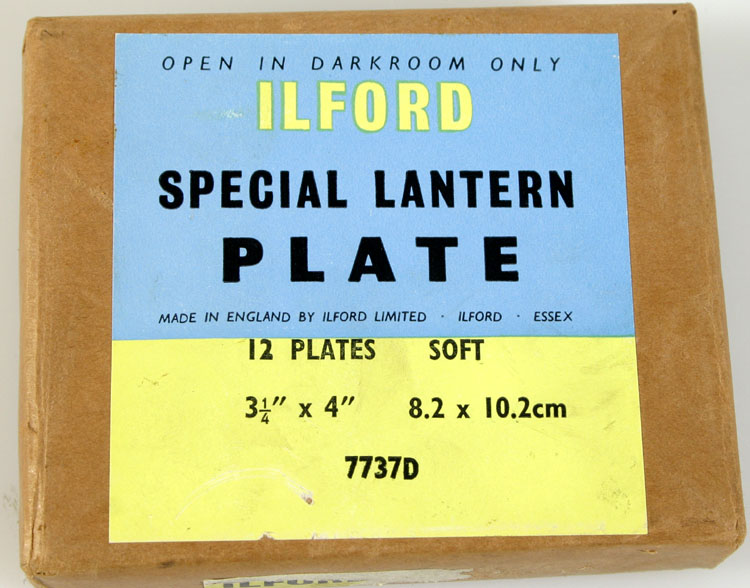 OPEN IN DARKROOM ONLY
ILFORD
SPECIAL LANTERN
PLATE
MADE IN ENGLAND BY ILFORD LIMITED · ILFORD · ESSEX
12 PLATES SOFT
3¼" x 4" 8.2 x 10.2cm
7737D
ILFORD